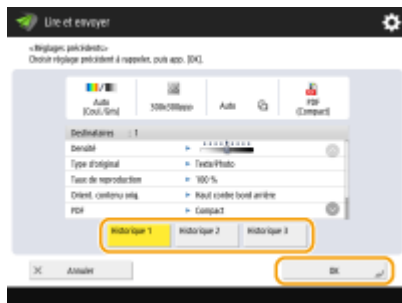 Lire et envoyer
<Réglages précédents>
Choisir réglage précédent à rappeler, puis app. [OK].
Auto
(Coul./Gris)
300x300ppp
Auto
PDF
(Compact)
Destinataires : 1
Densité
Type d'original ► Texte/Photo
Taux de reproduction ► 100 %
Orient. contenu orig. ► Haut contre bord arrière
PDF ► Compact
Historique 1 Historique 2 Historique 3
Annuler OK